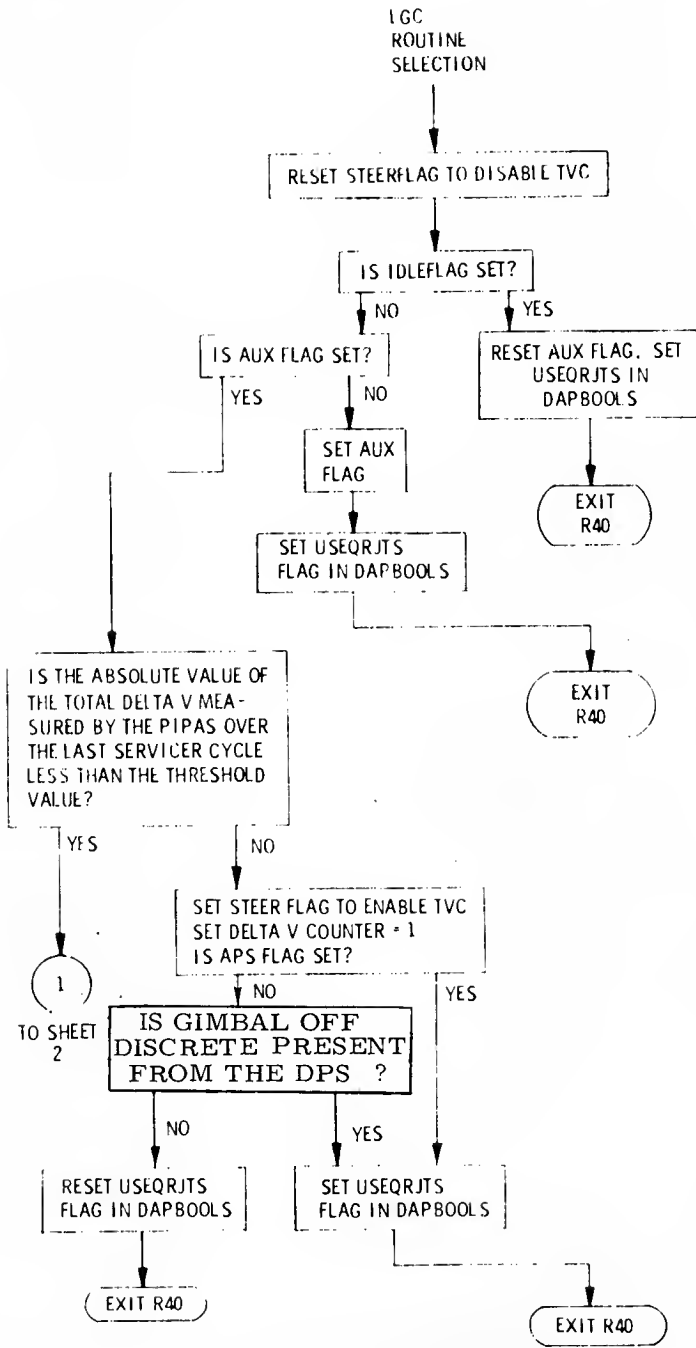 LGC
ROUTINE
SELECTION
RESET STEERFLAG TO DISABLE TVC
IS IDLEFLAG SET?
NO
YES
IS AUX FLAG SET?
RESET AUX FLAG. SET
USEQRJTS IN
DAPBOOLS
YES
NO
SET AUX
FLAG
EXIT
R40
SET USEQRJTS
FLAG IN DAPBOOLS
IS THE ABSOLUTE VALUE OF
THE TOTAL DELTA V MEA-
SURED BY THE PIPAS OVER
THE LAST SERVICER CYCLE
LESS THAN THE THRESHOLD
VALUE?
EXIT
R40
YES
NO
SET STEER FLAG TO ENABLE TVC
SET DELTA V COUNTER = 1
IS APS FLAG SET?
1
TO SHEET
2
NO
YES
IS GIMBAL OFF
DISCRETE PRESENT
FROM THE DPS ?
NO
YES
RESET USEQRJTS
FLAG IN DAPBOOLS
SET USEQRJTS
FLAG IN DAPBOOLS
EXIT R40
EXIT R40